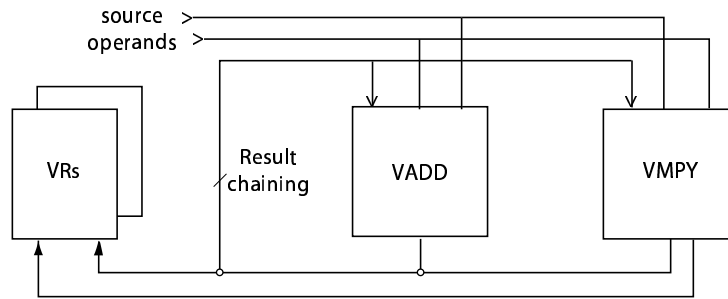 source
operands
VRs
Result
chaining
VADD
VMPY